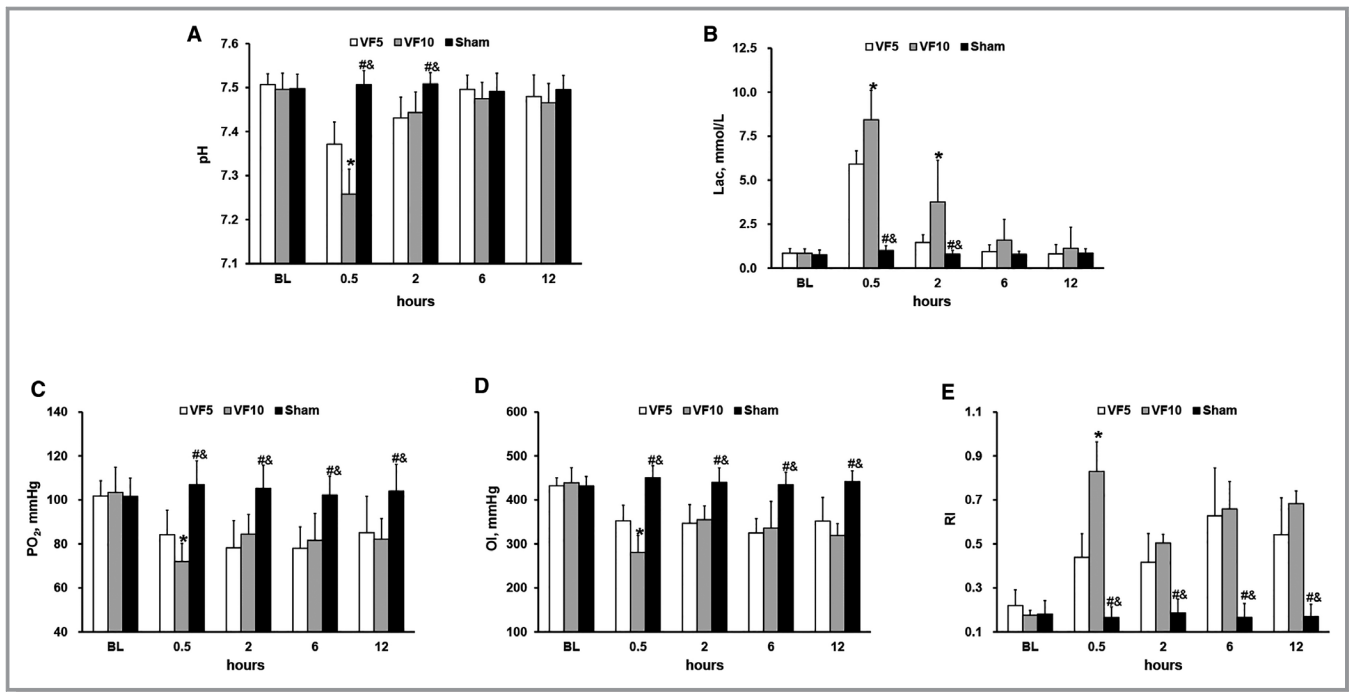 A
VF5 VF10 Sham
7.6
7.5
7.4
7.3
7.2
7.1
pH
#& #&
*
BL 0.5 2 6 12
hours
B
VF5 VF10 Sham
12.5
10.0
7.5
5.0
2.5
0.0
Lac, mmol/L
* *
#& #&
BL 0.5 2 6 12
hours
C
VF5 VF10 Sham
140
120
100
80
60
40
PO2, mmHg
#& #& #& #&
*
BL 0.5 2 6 12
hours
D
VF5 VF10 Sham
600
500
400
300
200
100
OI, mmHg
#& #& #& #&
*
BL 0.5 2 6 12
hours
E
VF5 VF10 Sham
1.1
0.9
0.7
0.5
0.3
0.1
RI
*
#& #& #& #&
BL 0.5 2 6 12
hours